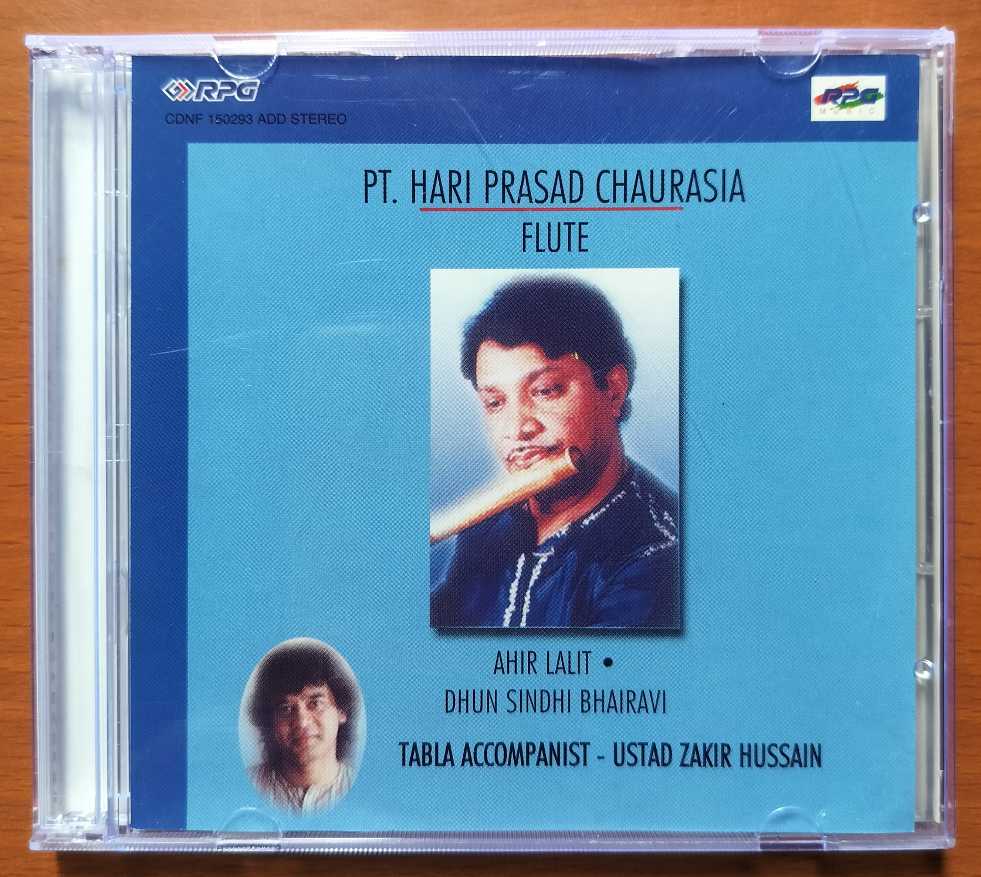 RPG
CDNF 150293 ADD STEREO
RPG
MUSIC
PT. HARI PRASAD CHAURASIA
FLUTE
AHIR LALIT •
DHUN SINDHI BHAIRAVI
TABLA ACCOMPANIST - USTAD ZAKIR HUSSAIN